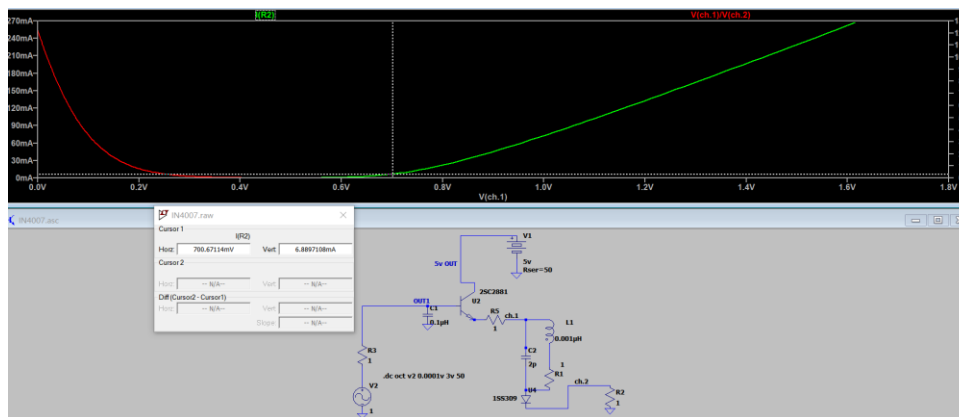 I(R2) V(ch.1)/V(ch.2)
270mA
240mA
210mA
180mA
150mA
120mA
90mA
60mA
30mA
0mA
0.0V 0.2V 0.4V 0.6V 0.8V 1.0V 1.2V 1.4V 1.6V 1.8V
V(ch.1)
IN4007.asc
IN4007.raw
Cursor 1
I(R2)
Horz: 700.67114mV Vert: 6.8897108mA
Cursor 2
Horz: -- N/A-- Vert: -- N/A--
Diff (Cursor2 - Cursor1)
Horz: -- N/A-- Vert: -- N/A--
Slope: -- N/A--
V1
5v
Rser=50
5v OUT
2SC2881
U2
OUT1
C1
0.1pH
R5
1
ch.1
L1
0.001pH
C2
2p
1
R1
R3
1
.dc oct v2 0.0001v 3v 50
V2
1
U4
1SS309
ch.2
R2
1